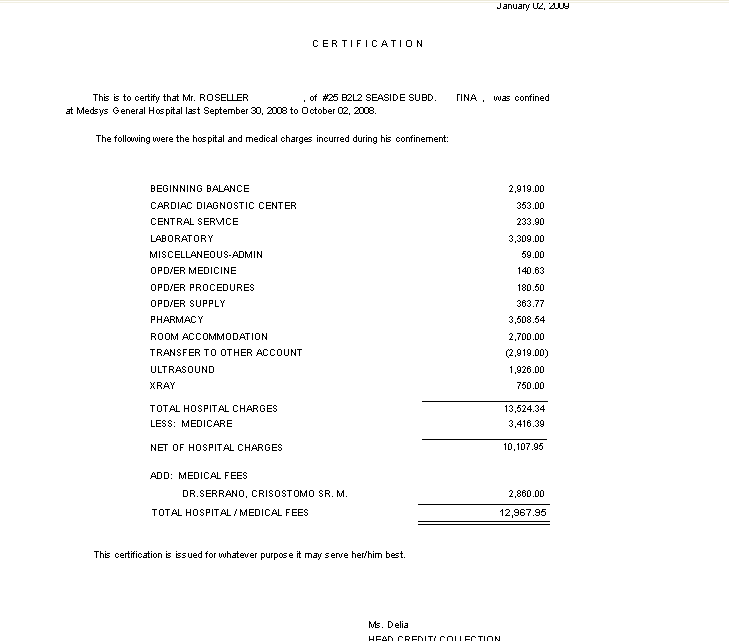 January 02, 2009
CERTIFICATION
This is to certify that Mr. ROSELLER , of #25 B2L2 SEASIDE SUBD. TINA , was confined
at Medsys General Hospital last September 30, 2008 to October 02, 2008.
The following were the hospital and medical charges incurred during his confinement:
BEGINNING BALANCE 2,919.00
CARDIAC DIAGNOSTIC CENTER 353.00
CENTRAL SERVICE 233.90
LABORATORY 3,309.00
MISCELLANEOUS-ADMIN 59.00
OPD/ER MEDICINE 140.63
OPD/ER PROCEDURES 180.50
OPD/ER SUPPLY 363.77
PHARMACY 3,508.54
ROOM ACCOMMODATION 2,700.00
TRANSFER TO OTHER ACCOUNT (2,919.00)
ULTRASOUND 1,926.00
XRAY 750.00
TOTAL HOSPITAL CHARGES 13,524.34
LESS: MEDICARE 3,416.39
NET OF HOSPITAL CHARGES 10,107.95
ADD: MEDICAL FEES
DR.SERRANO, CRISOSTOMO SR. M. 2,860.00
TOTAL HOSPITAL / MEDICAL FEES 12,967.95
This certification is issued for whatever purpose it may serve her/him best.
Ms. Delia
HEAD CREDIT/ COLLECTION